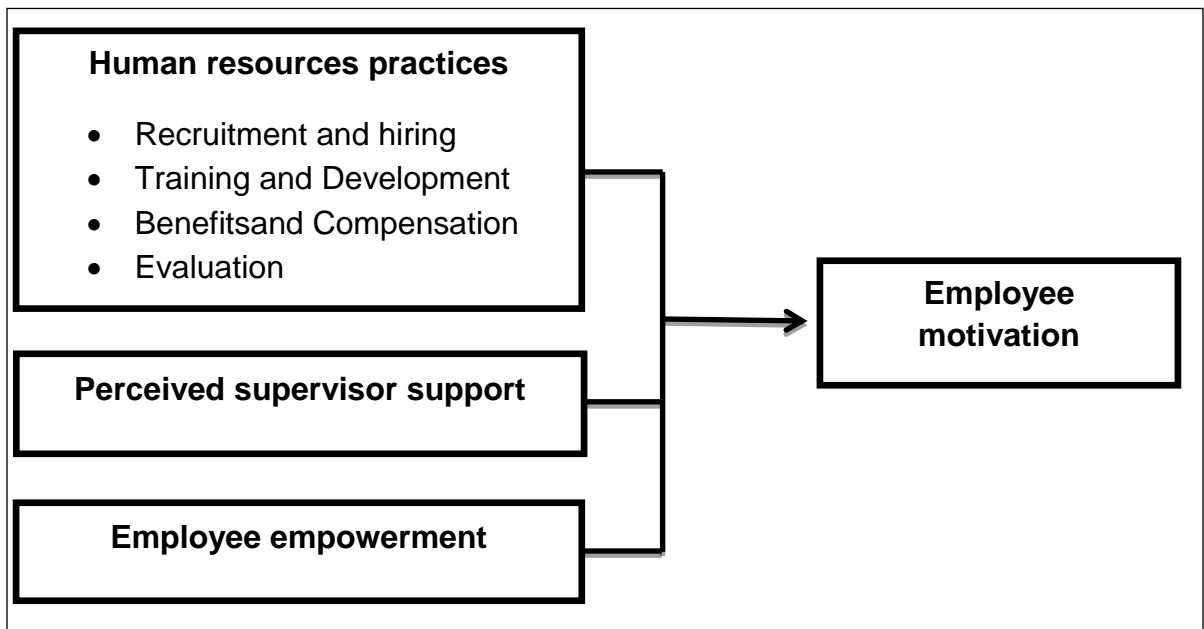 Human resources practices
• Recruitment and hiring
• Training and Development
• Benefitsand Compensation
• Evaluation
Perceived supervisor support
Employee empowerment
Employee
motivation